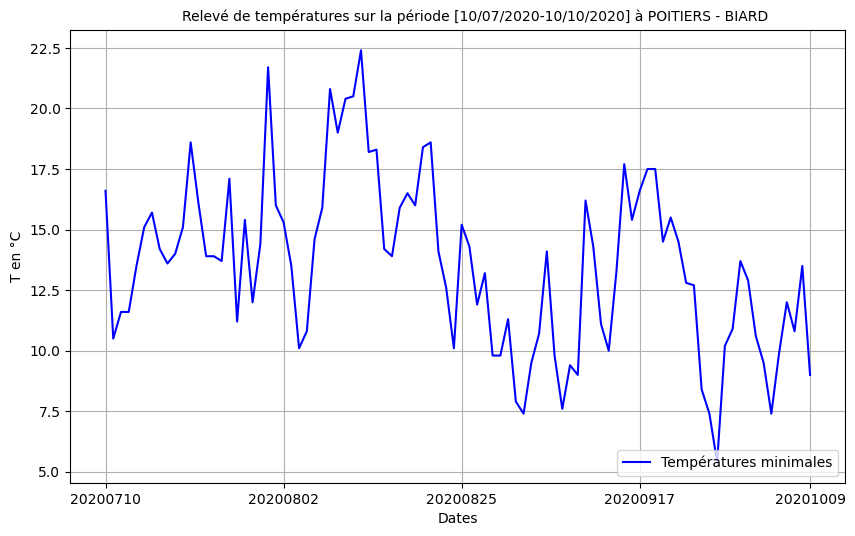 Relevé de températures sur la période [10/07/2020-10/10/2020] à POITIERS - BIARD
T en °C
22.5
20.0
17.5
15.0
12.5
10.0
7.5
5.0
Températures minimales
20200710 20200802 20200825 20200917 20201009
Dates